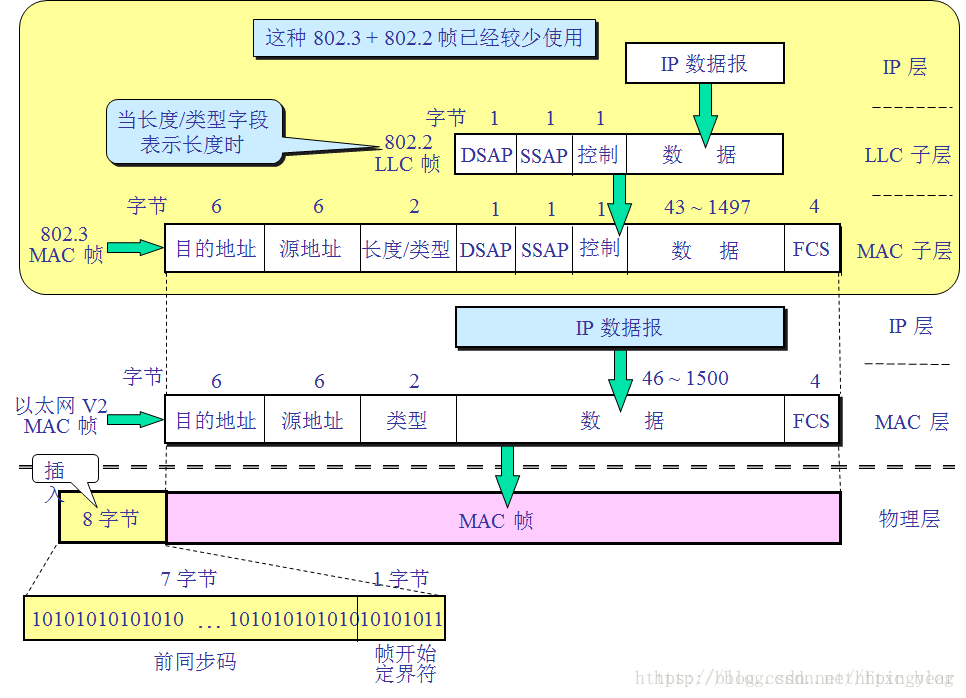 这种 802.3 + 802.2 帧已经较少使用
IP 数据报
IP 层
当长度/类型字段
表示长度时
字节 1 1 1
802.2
LLC 帧
DSAP SSAP 控制 数 据
LLC 子层
字节 6 6 2 1 1 1 43 ~ 1497 4
802.3
MAC 帧
目的地址 源地址 长度/类型 DSAP SSAP 控制 数 据 FCS
MAC 子层
IP 数据报
IP 层
字节 6 6 2 46 ~ 1500 4
以太网 V2
MAC 帧
目的地址 源地址 类型 数 据 FCS
MAC 层
插
入
8 字节
MAC 帧
物理层
7 字节 1 字节
10101010101010 … 10101010101010101011
前同步码
帧开始
定界符